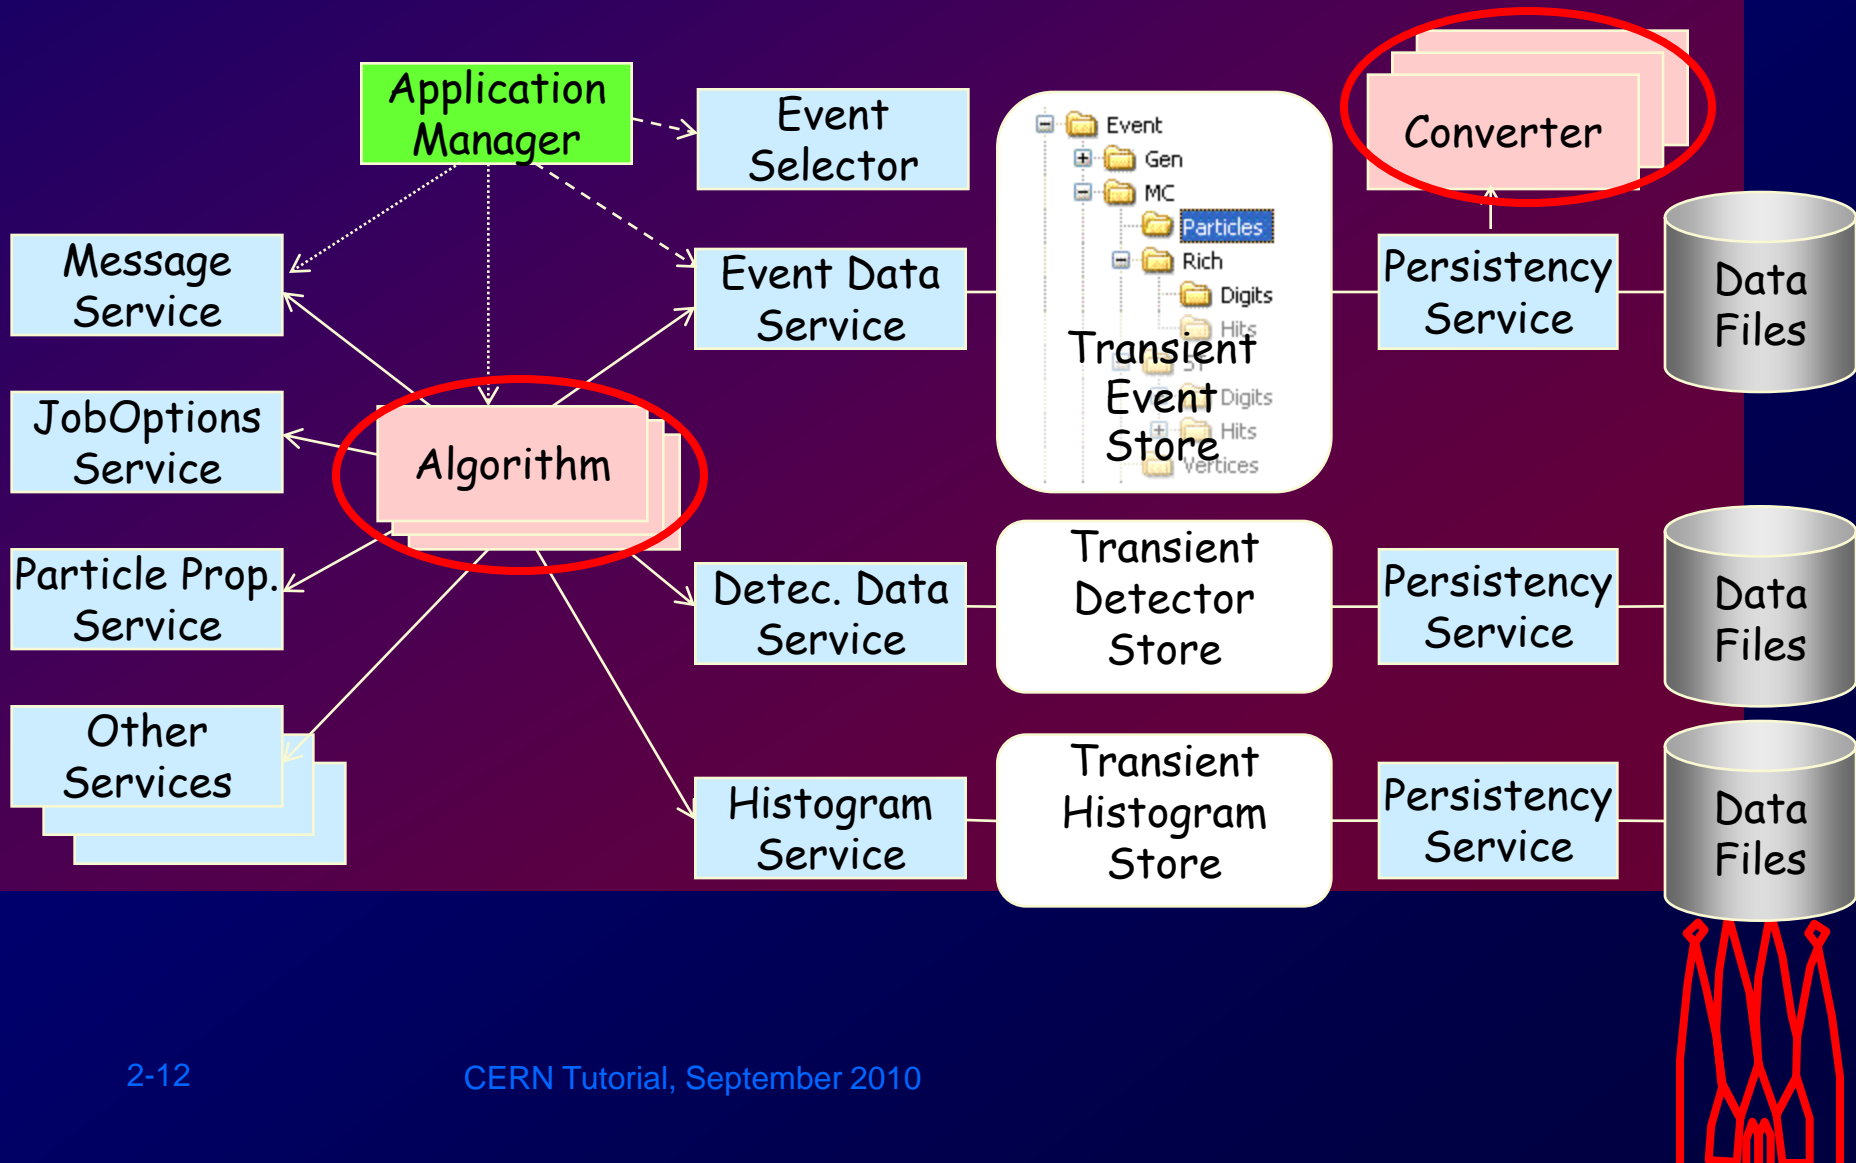 Application
Manager
Event
Selector
Event
Gen
MC
Particles
Rich
Digits
Hits
ST
Digits
Hits
Vertices
Transient
Event
Store
Converter
Message
Service
Event Data
Service
Persistency
Service
Data
Files
JobOptions
Service
Algorithm
Particle Prop.
Service
Detec. Data
Service
Transient
Detector
Store
Persistency
Service
Data
Files
Other
Services
Histogram
Service
Transient
Histogram
Store
Persistency
Service
Data
Files
2-12
CERN Tutorial, September 2010